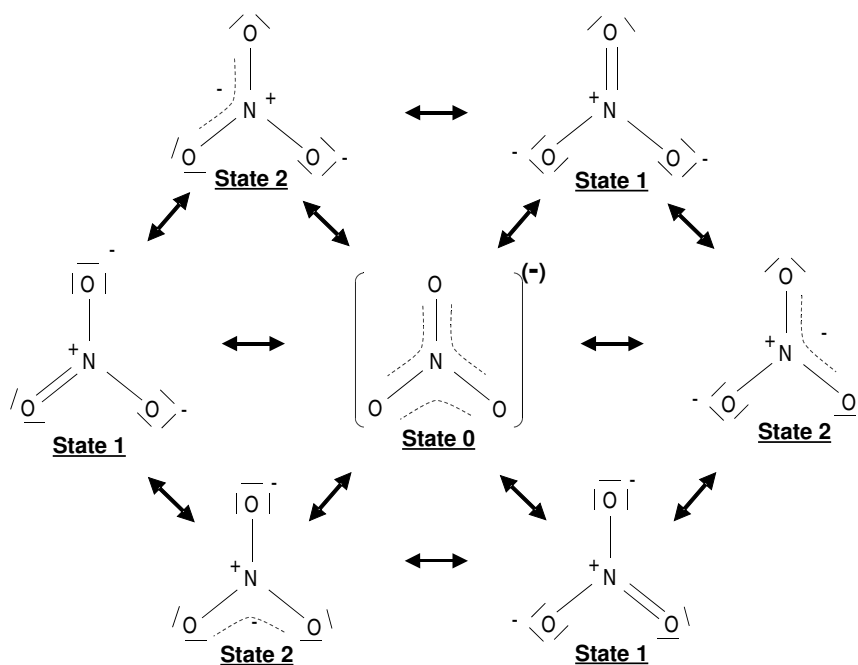 O
-
N +
O O -
State 2
O
+ N
- O O -
State 1
O -
+ N
O O -
State 1
O (-)
N
O O
State 0
O
+ N -
- O O
State 2
O -
+ N
O - O
State 2
O -
+ N
- O O
State 1